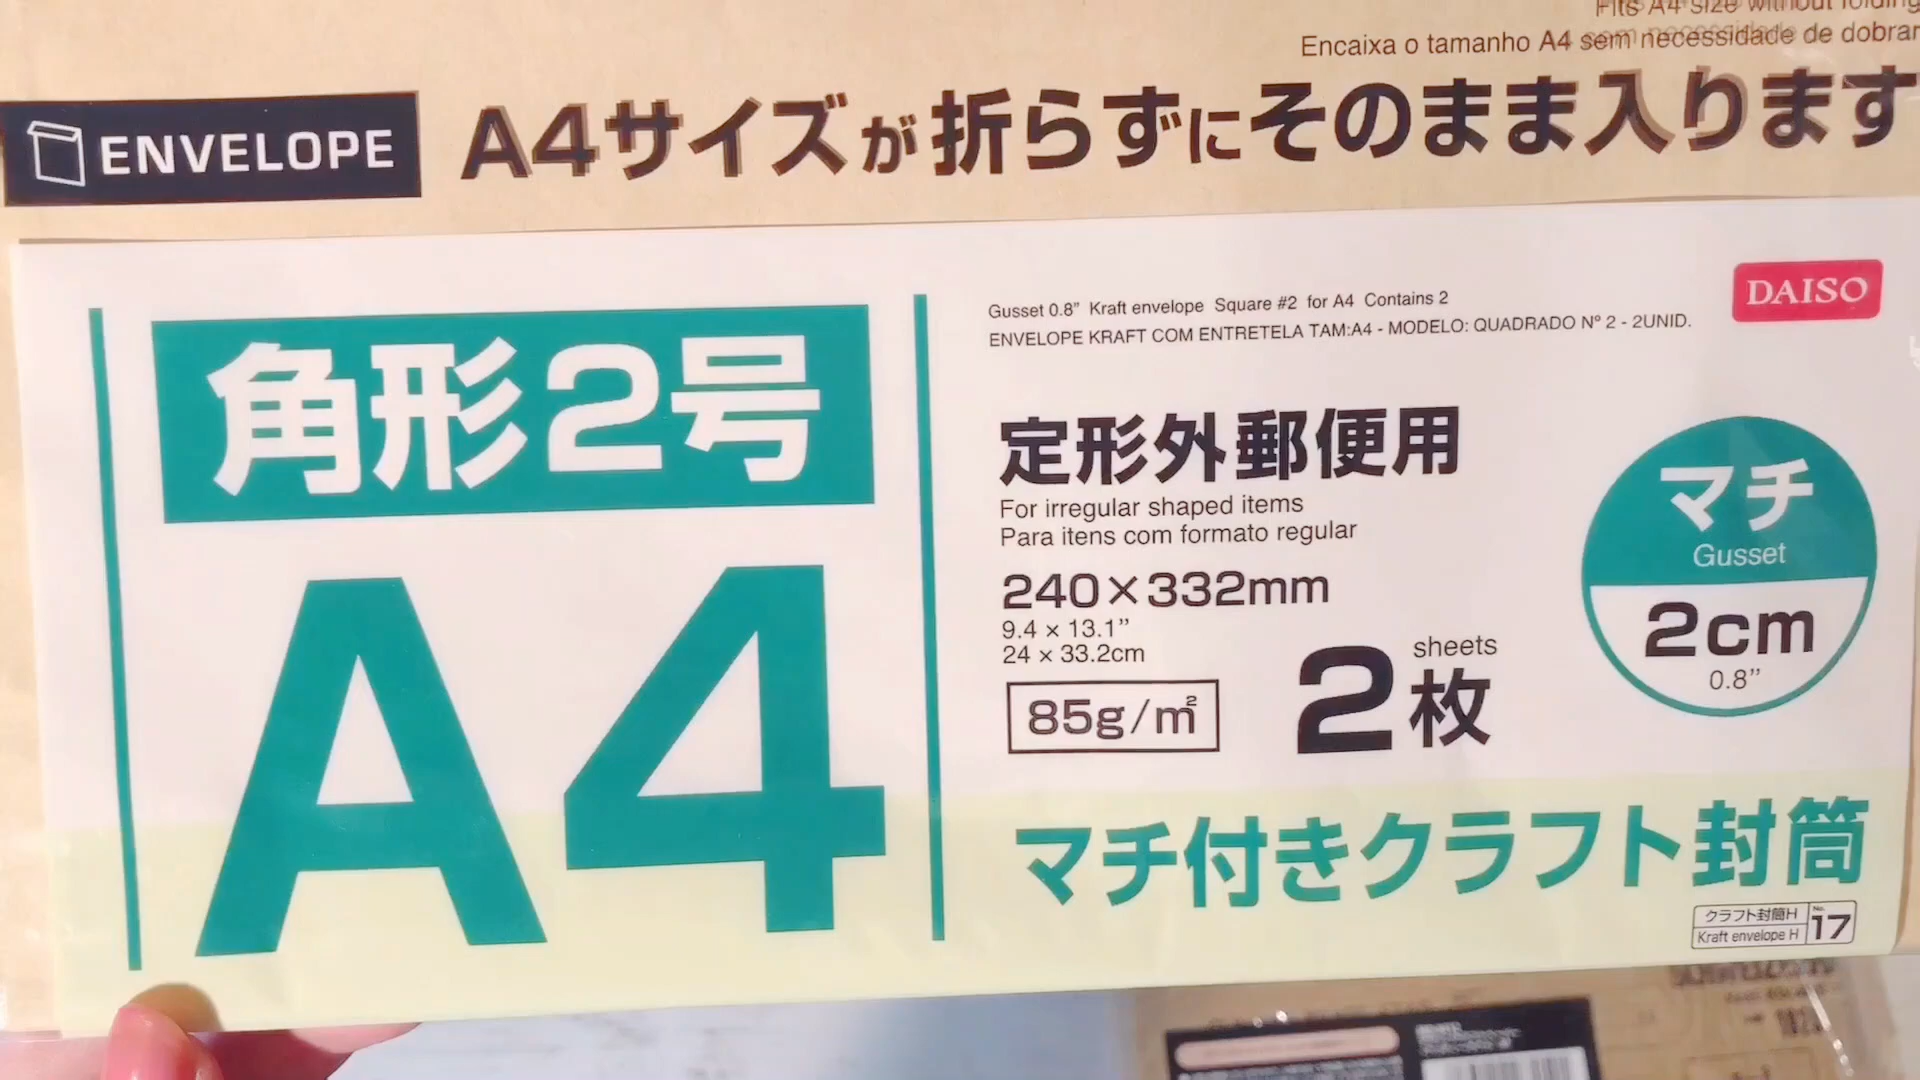 Fits A4 size without folding
Encaixa o tamanho A4 sem necessidade de dobrar
ENVELOPE
A4サイズが折らずにそのまま入ります
DAISO
角形2号
A4
Gusset 0.8” Kraft envelope Square #2 for A4 Contains 2
ENVELOPE KRAFT COM ENTRETELA TAM:A4 - MODELO: QUADRADO Nº 2 - 2UNID.
定形外郵便用
For irregular shaped items
Para itens com formato regular
240×332mm
9.4 × 13.1”
24 × 33.2cm
85g/㎡
2枚
sheets
マチ
Gusset
2cm
0.8”
マチ付きクラフト封筒
クラフト封筒H
Kraft envelope H
No.
17